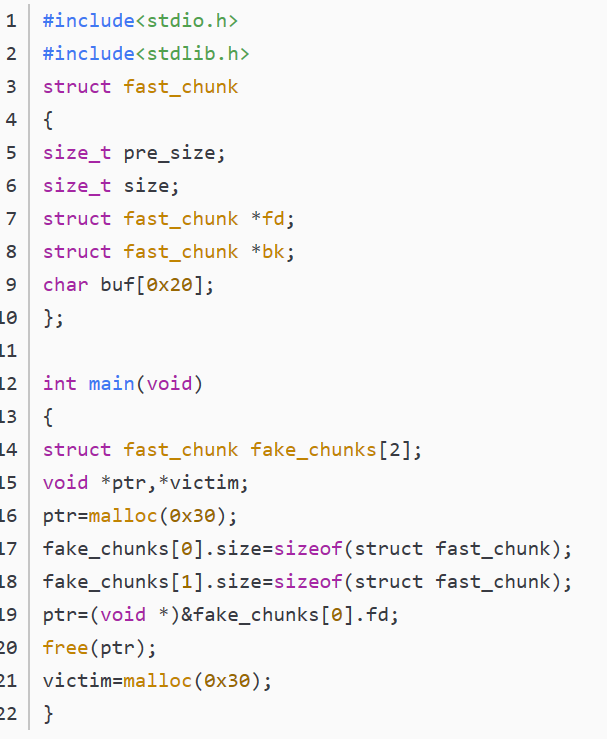 1 #include<stdio.h>
2 #include<stdlib.h>
3 struct fast_chunk
4 {
5 size_t pre_size;
6 size_t size;
7 struct fast_chunk *fd;
8 struct fast_chunk *bk;
9 char buf[0x20];
10 };
11
12 int main(void)
13 {
14 struct fast_chunk fake_chunks[2];
15 void *ptr,*victim;
16 ptr=malloc(0x30);
17 fake_chunks[0].size=sizeof(struct fast_chunk);
18 fake_chunks[1].size=sizeof(struct fast_chunk);
19 ptr=(void *)&fake_chunks[0].fd;
20 free(ptr);
21 victim=malloc(0x30);
22 }